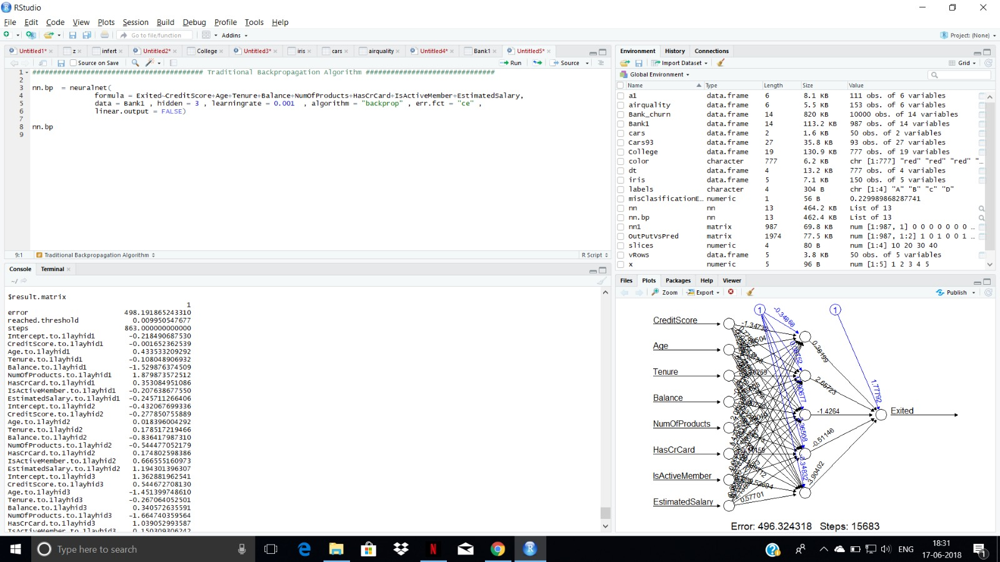 RStudio
File Edit Code View Plots Session Build Debug Profile Tools Help
Go to file/function Addins Project: (None)
Untitled1* z infert Untitled2* College Untitled3* iris cars airquality Untitled4* Bank1 Untitled5*
Source on Save Run Source
1 ######################################### Traditional Backpropagation Algorithm ###############################
2
3 nn.bp = neuralnet(
4 formula = Exited~CreditScore+Age+Tenure+Balance+NumOfProducts+HasCrCard+IsActiveMember+EstimatedSalary,
5 data = Bank1 , hidden = 3 , learningrate = 0.001 , algorithm = "backprop" , err.fct = "ce" ,
6 linear.output = FALSE)
7
8 nn.bp
9
9:1 Traditional Backpropagation Algorithm R Script
Console Terminal
~/
$result.matrix
1
error 498.191865243310
reached.threshold 0.009950547677
steps 863.000000000000
Intercept.to.1layhid1 -0.218490687530
CreditScore.to.1layhid1 -0.001652362539
Age.to.1layhid1 0.433533209292
Tenure.to.1layhid1 -0.108048906932
Balance.to.1layhid1 -1.529876374509
NumOfProducts.to.1layhid1 1.879873572512
HasCrCard.to.1layhid1 0.353084951086
IsActiveMember.to.1layhid1 -0.207638677550
EstimatedSalary.to.1layhid1 -0.245711266406
Intercept.to.1layhid2 -0.432067699336
CreditScore.to.1layhid2 -0.277850755889
Age.to.1layhid2 0.018396004292
Tenure.to.1layhid2 0.178517219466
Balance.to.1layhid2 -0.836417987310
NumOfProducts.to.1layhid2 -0.544477052179
HasCrCard.to.1layhid2 0.174802598386
IsActiveMember.to.1layhid2 0.666555160973
EstimatedSalary.to.1layhid2 1.194301396307
Intercept.to.1layhid3 1.362881962541
CreditScore.to.1layhid3 0.544672708130
Age.to.1layhid3 -1.451399748610
Tenure.to.1layhid3 -0.267064052501
Balance.to.1layhid3 0.340572635591
NumOfProducts.to.1layhid3 -1.664740359564
HasCrCard.to.1layhid3 1.039052993587
IsActiveMember.to.1layhid3 0.150309306242
Environment History Connections
Import Dataset Grid
Global Environment
Name Type Length Size Value
a1 data.frame 6 8.1 KB 111 obs. of 6 variables
airquality data.frame 6 5.5 KB 153 obs. of 6 variables
Bank_churn data.frame 14 820 KB 10000 obs. of 14 variables
Bank1 data.frame 14 113.2 KB 987 obs. of 14 variables
cars data.frame 2 1.6 KB 50 obs. of 2 variables
Cars93 data.frame 27 35.8 KB 93 obs. of 27 variables
College data.frame 19 130.9 KB 777 obs. of 19 variables
color character 777 6.2 KB chr [1:777] "red" "red" "red" "…
dt data.frame 4 13.2 KB 777 obs. of 4 variables
iris data.frame 5 7.1 KB 150 obs. of 5 variables
labels character 4 304 B chr [1:4] "A" "B" "C" "D"
misClasificationE… numeric 1 56 B 0.229989868287741
nn nn 13 464.2 KB List of 13
nn.bp nn 13 462.4 KB List of 13
nn1 matrix 987 69.8 KB num [1:987, 1] 0 0 0 0 0 0 0 …
OutPutVsPred matrix 1974 77.5 KB num [1:987, 1:2] 1 0 1 0 0 1 …
slices numeric 4 80 B num [1:4] 10 20 30 40
vRows data.frame 5 3.8 KB 50 obs. of 5 variables
x numeric 5 96 B num [1:5] 1 2 3 4 5
Files Plots Packages Help Viewer
Zoom Export Publish
1 1
-0.34868
CreditScore
-1.34739
Age
0.36199
Tenure
2.65723
1.77792
Balance
-1.4264
Exited
NumOfProducts
-0.51146
HasCrCard
IsActiveMember
-0.34832
EstimatedSalary
0.57701
Error: 496.324318 Steps: 15683
Type here to search
ENG
18:31
17-06-2018
1